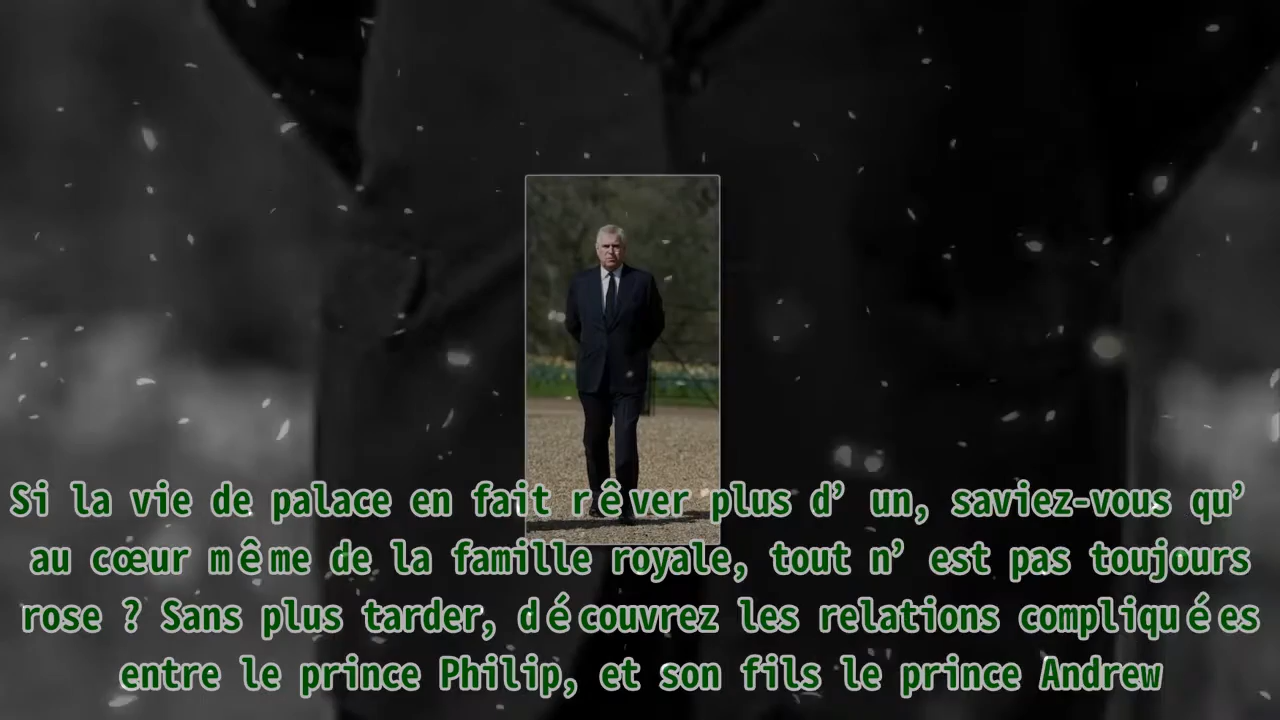 Si la vie de palace en fait rêver plus d’ un, saviez-vous qu’
au cœur même de la famille royale, tout n’ est pas toujours
rose ? Sans plus tarder, découvrez les relations compliquées
entre le prince Philip, et son fils le prince Andrew